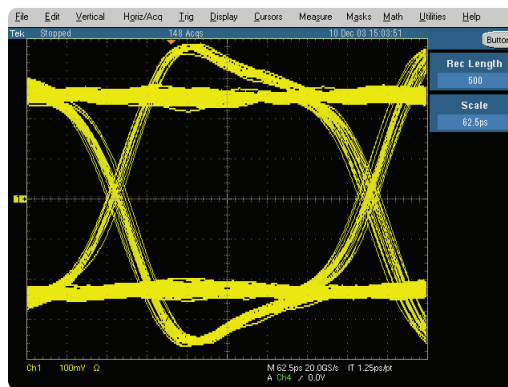 File Edit Vertical Horiz/Acq Trig Display Cursors Measure Masks Math Utilities Help
Tek Stopped 148 Acqs 10 Dec 03 15:03:51
Button
Rec Length
500
Scale
62.5ps
1
Ch1 100mV Ω M 62.5ps 20.0GS/s IT 1.25ps/pt
A Ch4 ∕ 0.0V